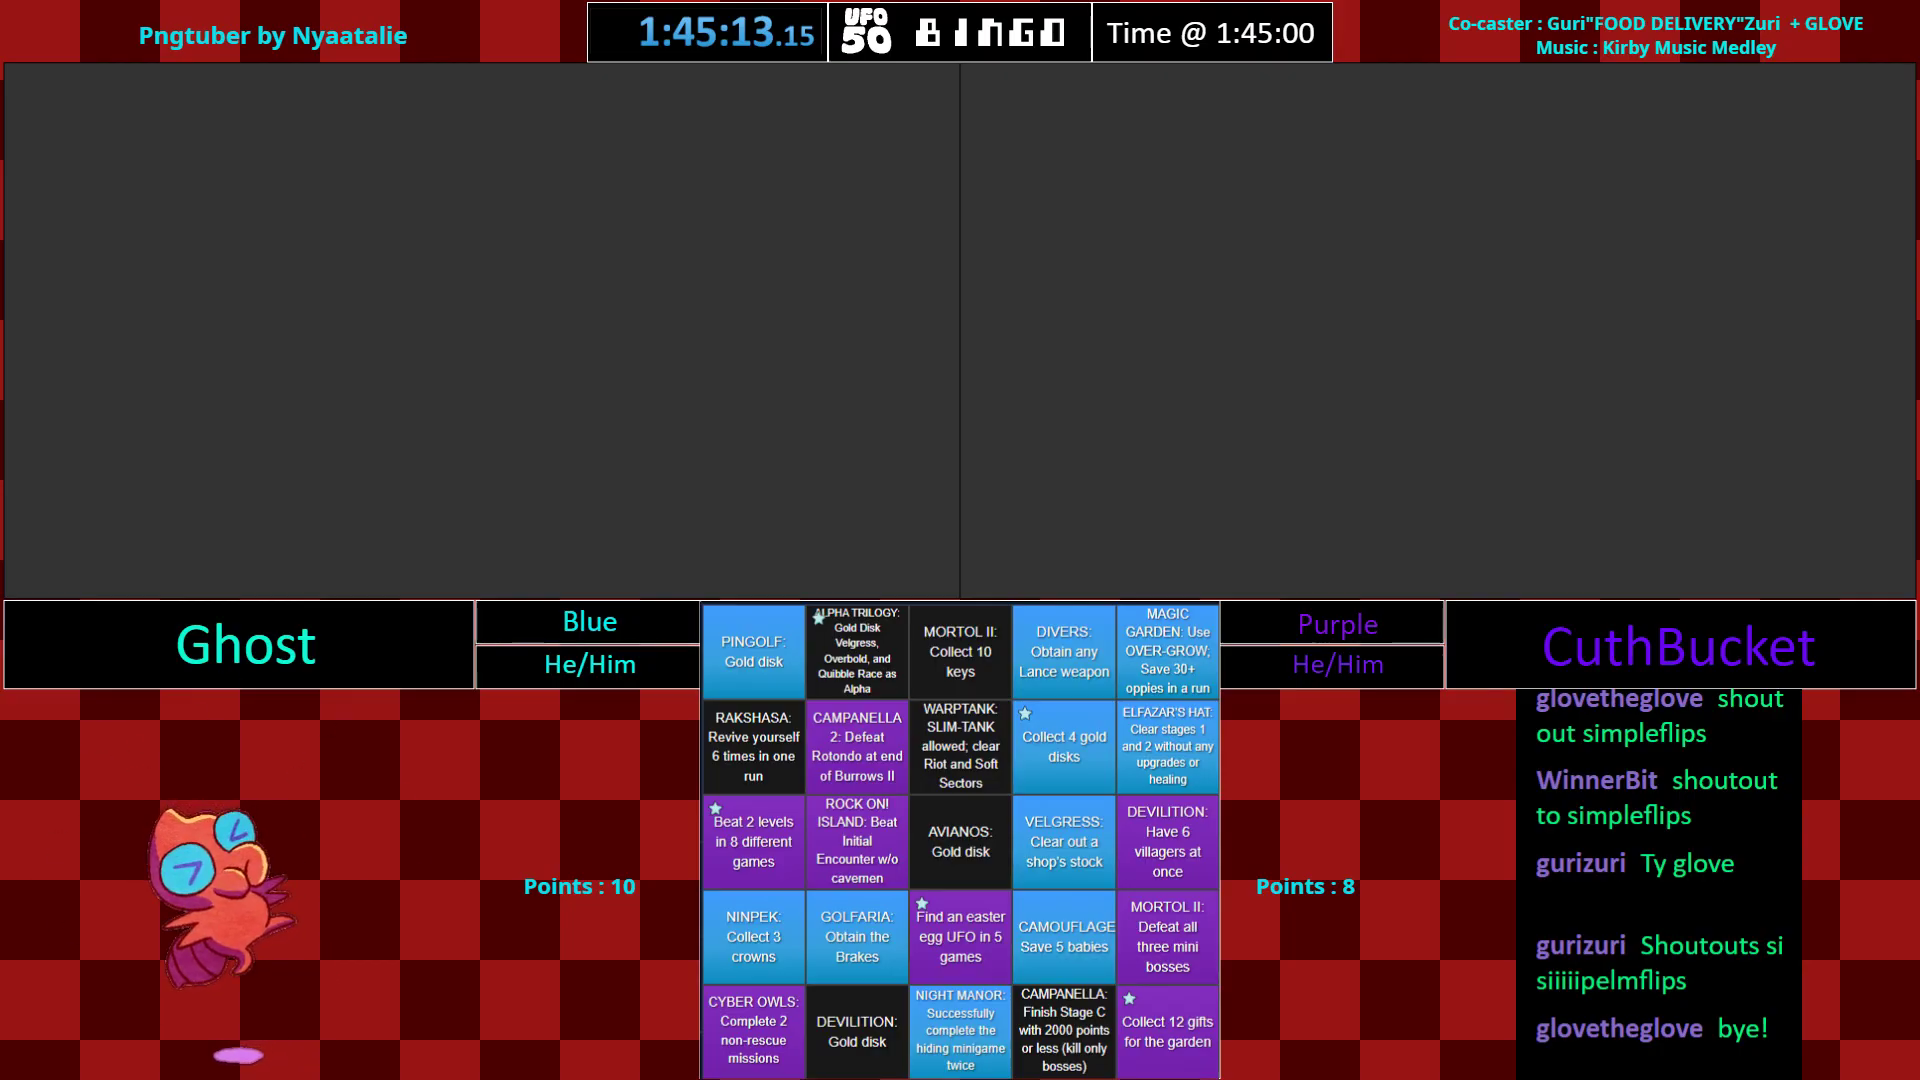 Pngtuber by Nyaatalie
1:45:13.15
UFO
50
BINGO
Time @ 1:45:00
Co-caster : Guri"FOOD DELIVERY"Zuri + GLOVE
Music : Kirby Music Medley
Ghost
Blue
He/Him
Purple
He/Him
CuthBucket
Points : 10
Points : 8
PINGOLF:
Gold disk
ALPHA TRILOGY:
Gold Disk
Velgress,
Overbold, and
Quibble Race as
Alpha
MORTOL II:
Collect 10
keys
DIVERS:
Obtain any
Lance weapon
MAGIC
GARDEN: Use
OVER-GROW;
Save 30+
oppies in a run
RAKSHASA:
Revive yourself
6 times in one
run
CAMPANELLA
2: Defeat
Rotondo at end
of Burrows II
WARPTANK:
SLIM-TANK
allowed; clear
Riot and Soft
Sectors
Collect 4 gold
disks
ELFAZAR'S HAT:
Clear stages 1
and 2 without any
upgrades or
healing
Beat 2 levels
in 8 different
games
ROCK ON!
ISLAND: Beat
Initial
Encounter w/o
cavemen
AVIANOS:
Gold disk
VELGRESS:
Clear out a
shop's stock
DEVILITION:
Have 6
villagers at
once
NINPEK:
Collect 3
crowns
GOLFARIA:
Obtain the
Brakes
Find an easter
egg UFO in 5
games
CAMOUFLAGE
Save 5 babies
MORTOL II:
Defeat all
three mini
bosses
CYBER OWLS:
Complete 2
non-rescue
missions
DEVILITION:
Gold disk
NIGHT MANOR:
Successfully
complete the
hiding minigame
twice
CAMPANELLA:
Finish Stage C
with 2000 points
or less (kill only
bosses)
Collect 12 gifts
for the garden
glovetheglove shout
out simpleflips
WinnerBit shoutout
to simpleflips
gurizuri Ty glove
gurizuri Shoutouts si
siiiiipelmflips
glovetheglove bye!